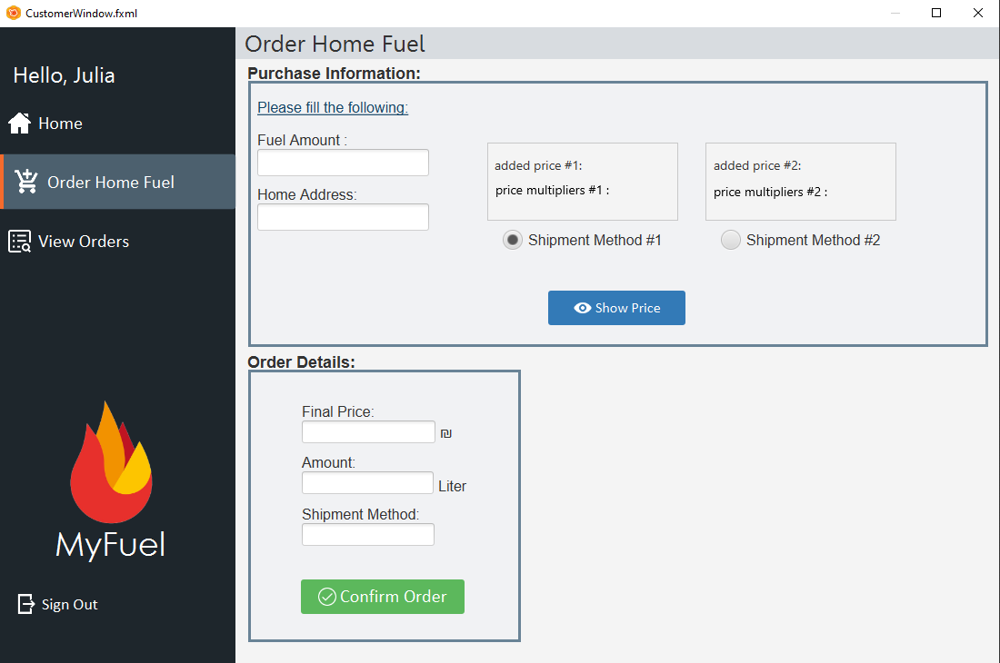 CustomerWindow.fxml
Hello, Julia
Home
Order Home Fuel
View Orders
MyFuel
Sign Out
Order Home Fuel
Purchase Information:
Please fill the following:
Fuel Amount :
Home Address:
added price #1:
price multipliers #1 :
Shipment Method #1
added price #2:
price multipliers #2 :
Shipment Method #2
Show Price
Order Details:
Final Price:
₪
Amount:
Liter
Shipment Method:
Confirm Order